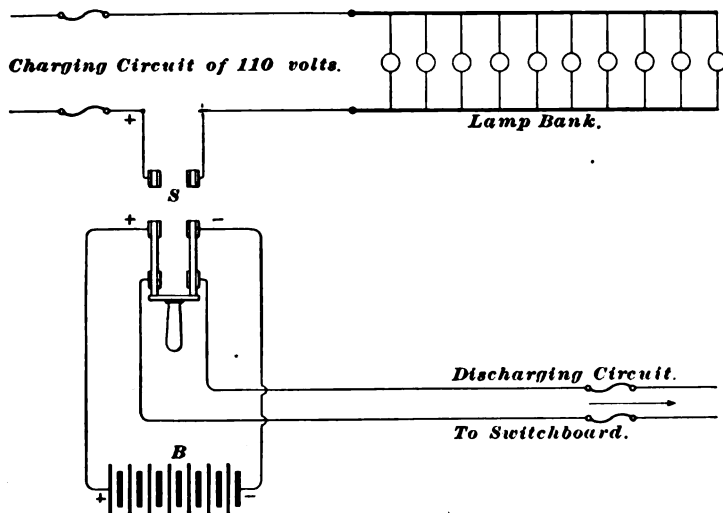 Charging Circuit of 110 volts.
+
Lamp Bank.
S
+ -
Discharging Circuit.
To Switchboard.
B
+ -